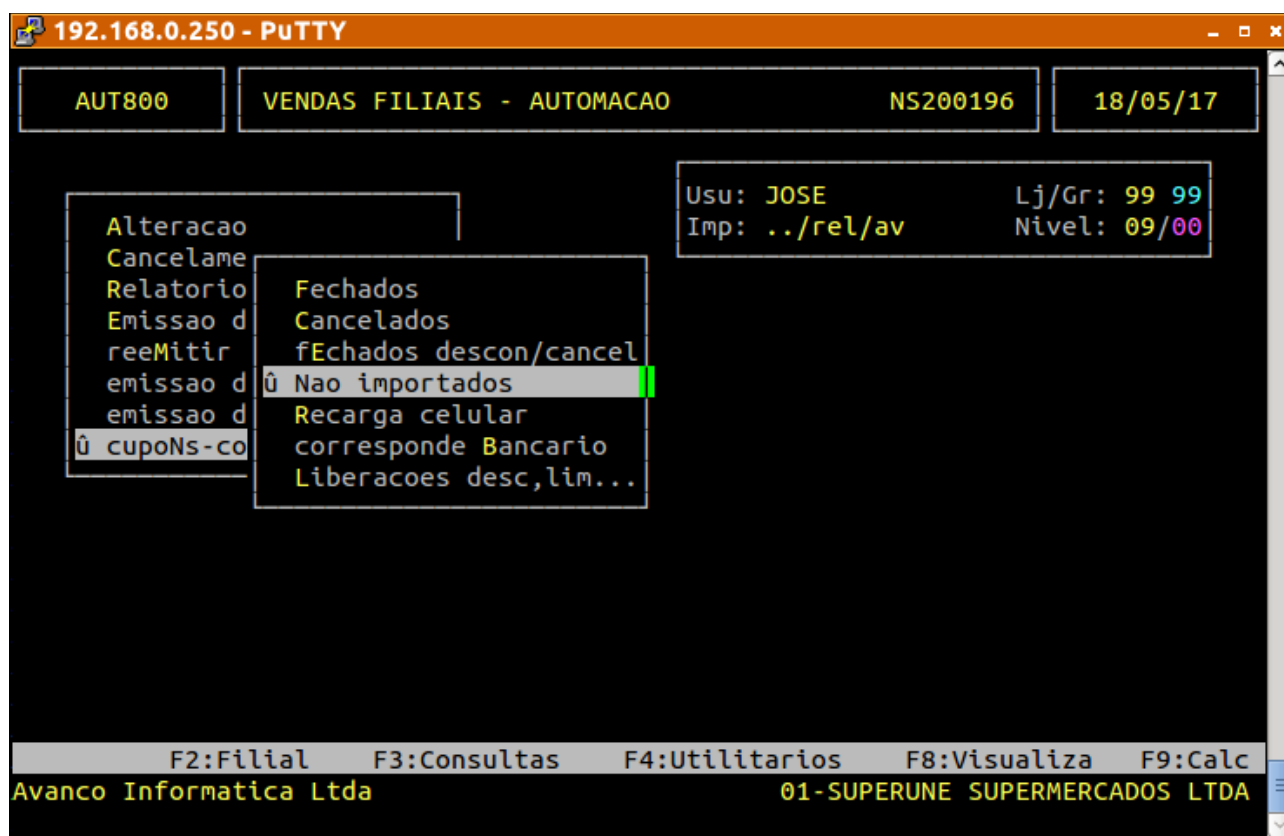 192.168.0.250 - PuTTY
AUT800 VENDAS FILIAIS - AUTOMACAO NS200196 18/05/17
Usu: JOSE Lj/Gr: 99 99
Imp: ../rel/av Nivel: 09/00
Alteracao
Cancelame
Relatorio
Emissao d
reeMitir
emissao d
emissao d
û cupoNs-co
Fechados
Cancelados
fEchados descon/cancel
û Nao importados
Recarga celular
corresponde Bancario
Liberacoes desc,lim...
F2:Filial F3:Consultas F4:Utilitarios F8:Visualiza F9:Calc
Avanco Informatica Ltda 01-SUPERUNE SUPERMERCADOS LTDA